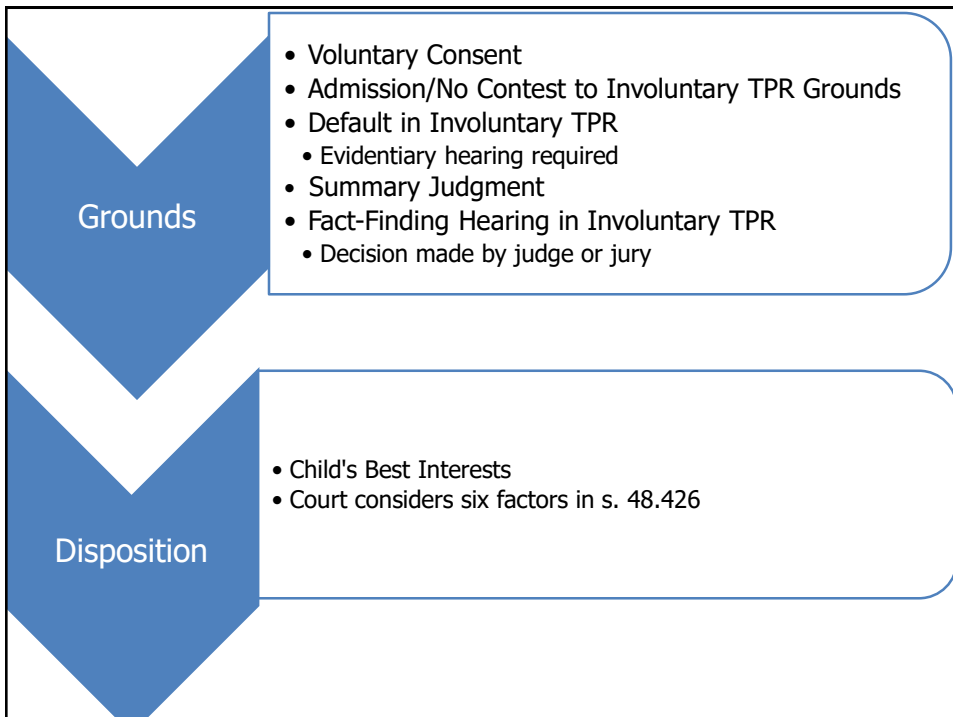 Grounds
• Voluntary Consent
• Admission/No Contest to Involuntary TPR Grounds
• Default in Involuntary TPR
• Evidentiary hearing required
• Summary Judgment
• Fact-Finding Hearing in Involuntary TPR
• Decision made by judge or jury
Disposition
• Child's Best Interests
• Court considers six factors in s. 48.426